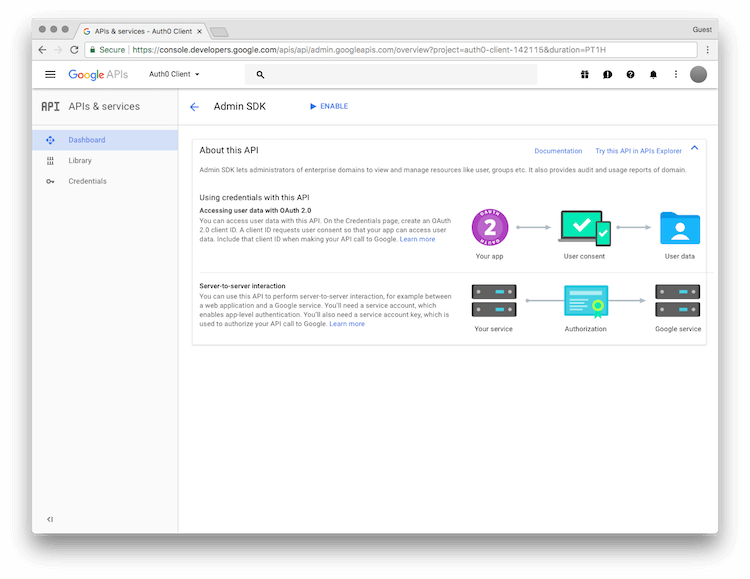 APIs & services - Auth0 Client
Guest
Secure | https://console.developers.google.com/apis/api/admin.googleapis.com/overview?project=auth0-client-142115&duration=PT1H
Google APIs
Auth0 Client
API APIs & services
Admin SDK
ENABLE
Dashboard
Library
Credentials
About this API
Documentation
Try this API in APIs Explorer
Admin SDK lets administrators of enterprise domains to view and manage resources like user, groups etc. It also provides audit and usage reports of domain.
Using credentials with this API
Accessing user data with OAuth 2.0
You can access user data with this API. On the Credentials page, create an OAuth
2.0 client ID. A client ID requests user consent so that your app can access user
data. Include that client ID when making your API call to Google. Learn more
OAUTH
2
OAUTH
Your app
User consent
User data
Server-to-server interaction
You can use this API to perform server-to-server interaction, for example between
a web application and a Google service. You'll need a service account, which
enables app-level authentication. You'll also need a service account key, which is
used to authorize your API call to Google. Learn more
Your service
Authorization
Google service